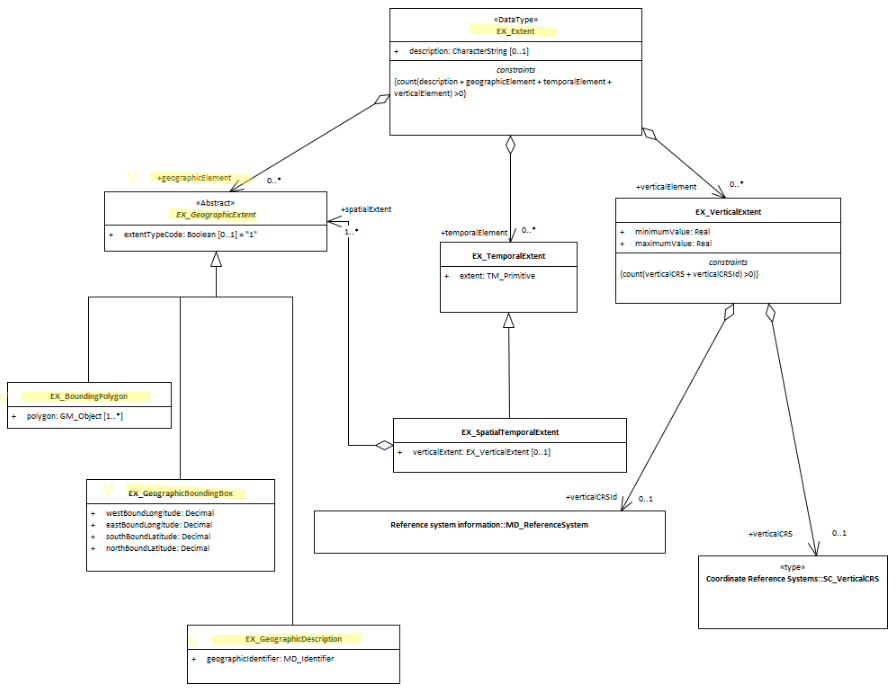 «DataType»
EX_Extent
+ description: CharacterString [0..1]
constraints
{count(description + geographicElement + temporalElement +
verticalElement) >0}
+geographicElement
0..*
+verticalElement
0..*
«Abstract»
EX_GeographicExtent
+ extentTypeCode: Boolean [0..1] = "1"
+spatialExtent
1..*
+temporalElement
0..*
EX_VerticalExtent
+ minimumValue: Real
+ maximumValue: Real
constraints
{count(verticalCRS + verticalCRSId) >0)}
EX_TemporalExtent
+ extent: TM_Primitive
EX_BoundingPolygon
+ polygon: GM_Object [1..*]
EX_SpatialTemporalExtent
+ verticalExtent: EX_VerticalExtent [0..1]
EX_GeographicBoundingBox
+ westBoundLongitude: Decimal
+ eastBoundLongitude: Decimal
+ southBoundLatitude: Decimal
+ northBoundLatitude: Decimal
+verticalCRSId
0..1
Reference system information::MD_ReferenceSystem
+verticalCRS
0..1
«type»
Coordinate Reference Systems::SC_VerticalCRS
EX_GeographicDescription
+ geographicIdentifier: MD_Identifier